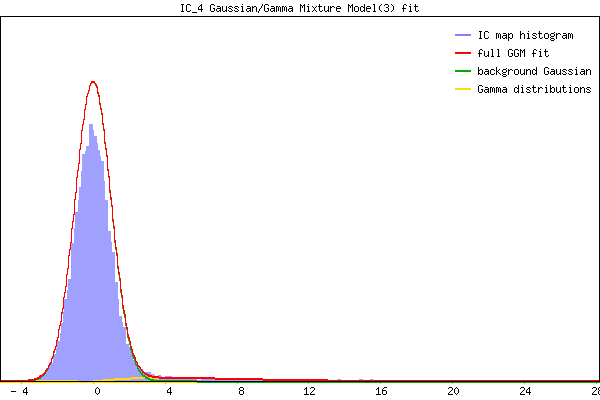 IC_4 Gaussian/Gamma Mixture Model(3) fit
IC map histogram
full GGM fit
background Gaussian
Gamma distributions
-4 0 4 8 12 16 20 24 28